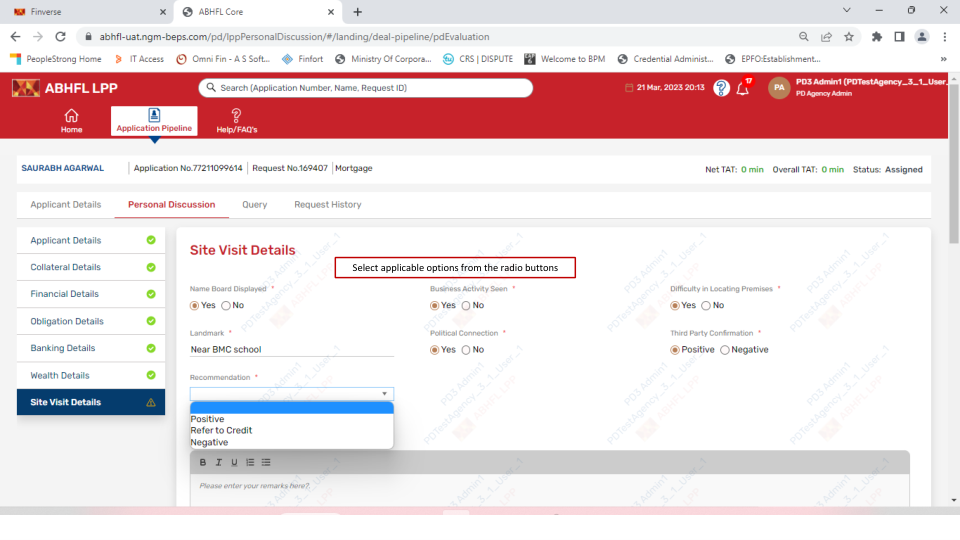 Finverse
ABHFL Core
abhfl-uat.ngm-beps.com/pd/lppPersonalDiscussion/#/landing/deal-pipeline/pdEvaluation
PeopleStrong Home IT Access Omni Fin - A S Soft... Finfort Ministry Of Corpora... CRS | DISPUTE Welcome to BPM Credential Administ... EPFO:Establishment...
ABHFL LPP
Search (Application Number, Name, Request ID)
21 Mar, 2023 20:13
17
PA
PD3 Admin1 (PDTestAgency_3_1_User_
PD Agency Admin
Home
Application Pipeline
Help/FAQ's
SAURABH AGARWAL Application No.77211099614 Request No.169407 Mortgage Net TAT: 0 min Overall TAT: 0 min Status: Assigned
Applicant Details Personal Discussion Query Request History
Applicant Details
Collateral Details
Financial Details
Obligation Details
Banking Details
Wealth Details
Site Visit Details
Site Visit Details
Select applicable options from the radio buttons
Name Board Displayed * Business Activity Seen * Difficulty in Locating Premises *
Yes No Yes No Yes No
Landmark * Political Connection * Third Party Confirmation *
Near BMC school Yes No Positive Negative
Recommendation *
Positive
Refer to Credit
Negative
B I U
Please enter your remarks here?